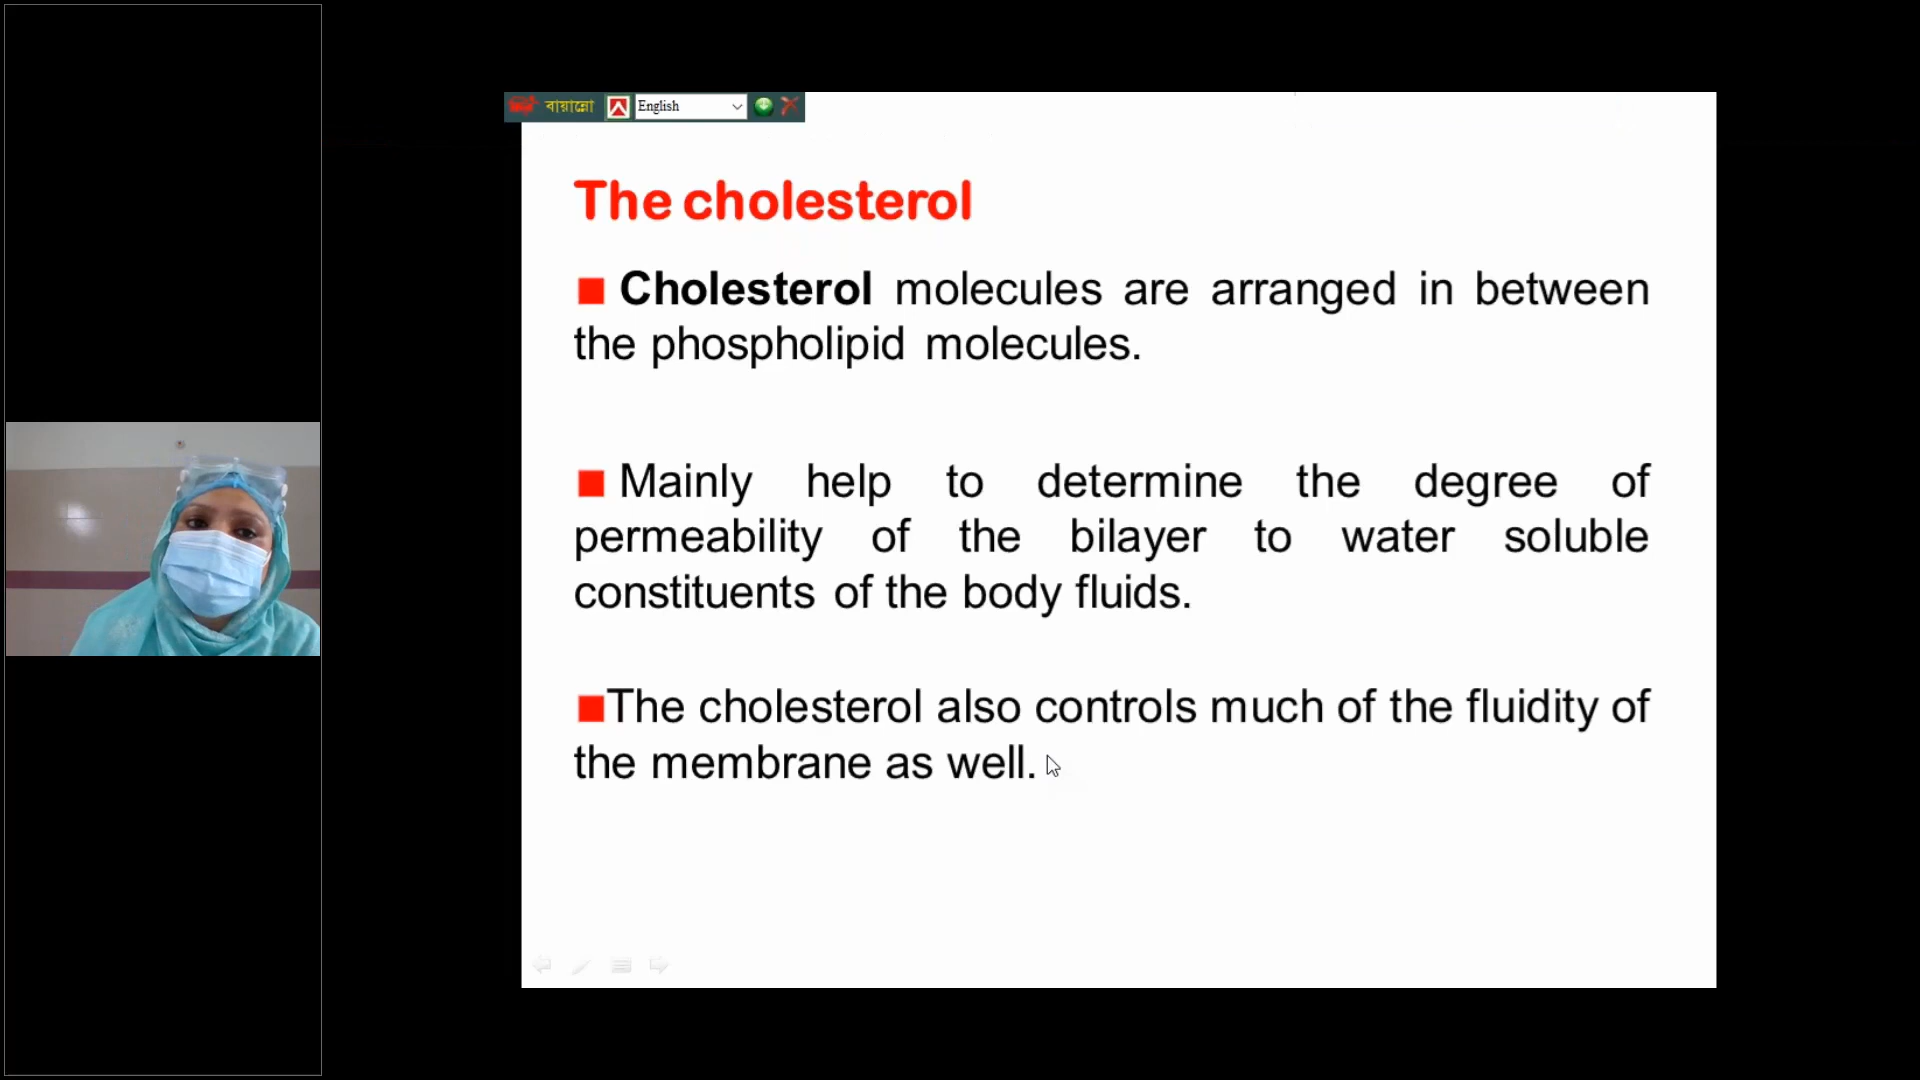 বায়ান্নো English
The cholesterol
Cholesterol molecules are arranged in between
the phospholipid molecules.
Mainly help to determine the degree of
permeability of the bilayer to water soluble
constituents of the body fluids.
The cholesterol also controls much of the fluidity of
the membrane as well.